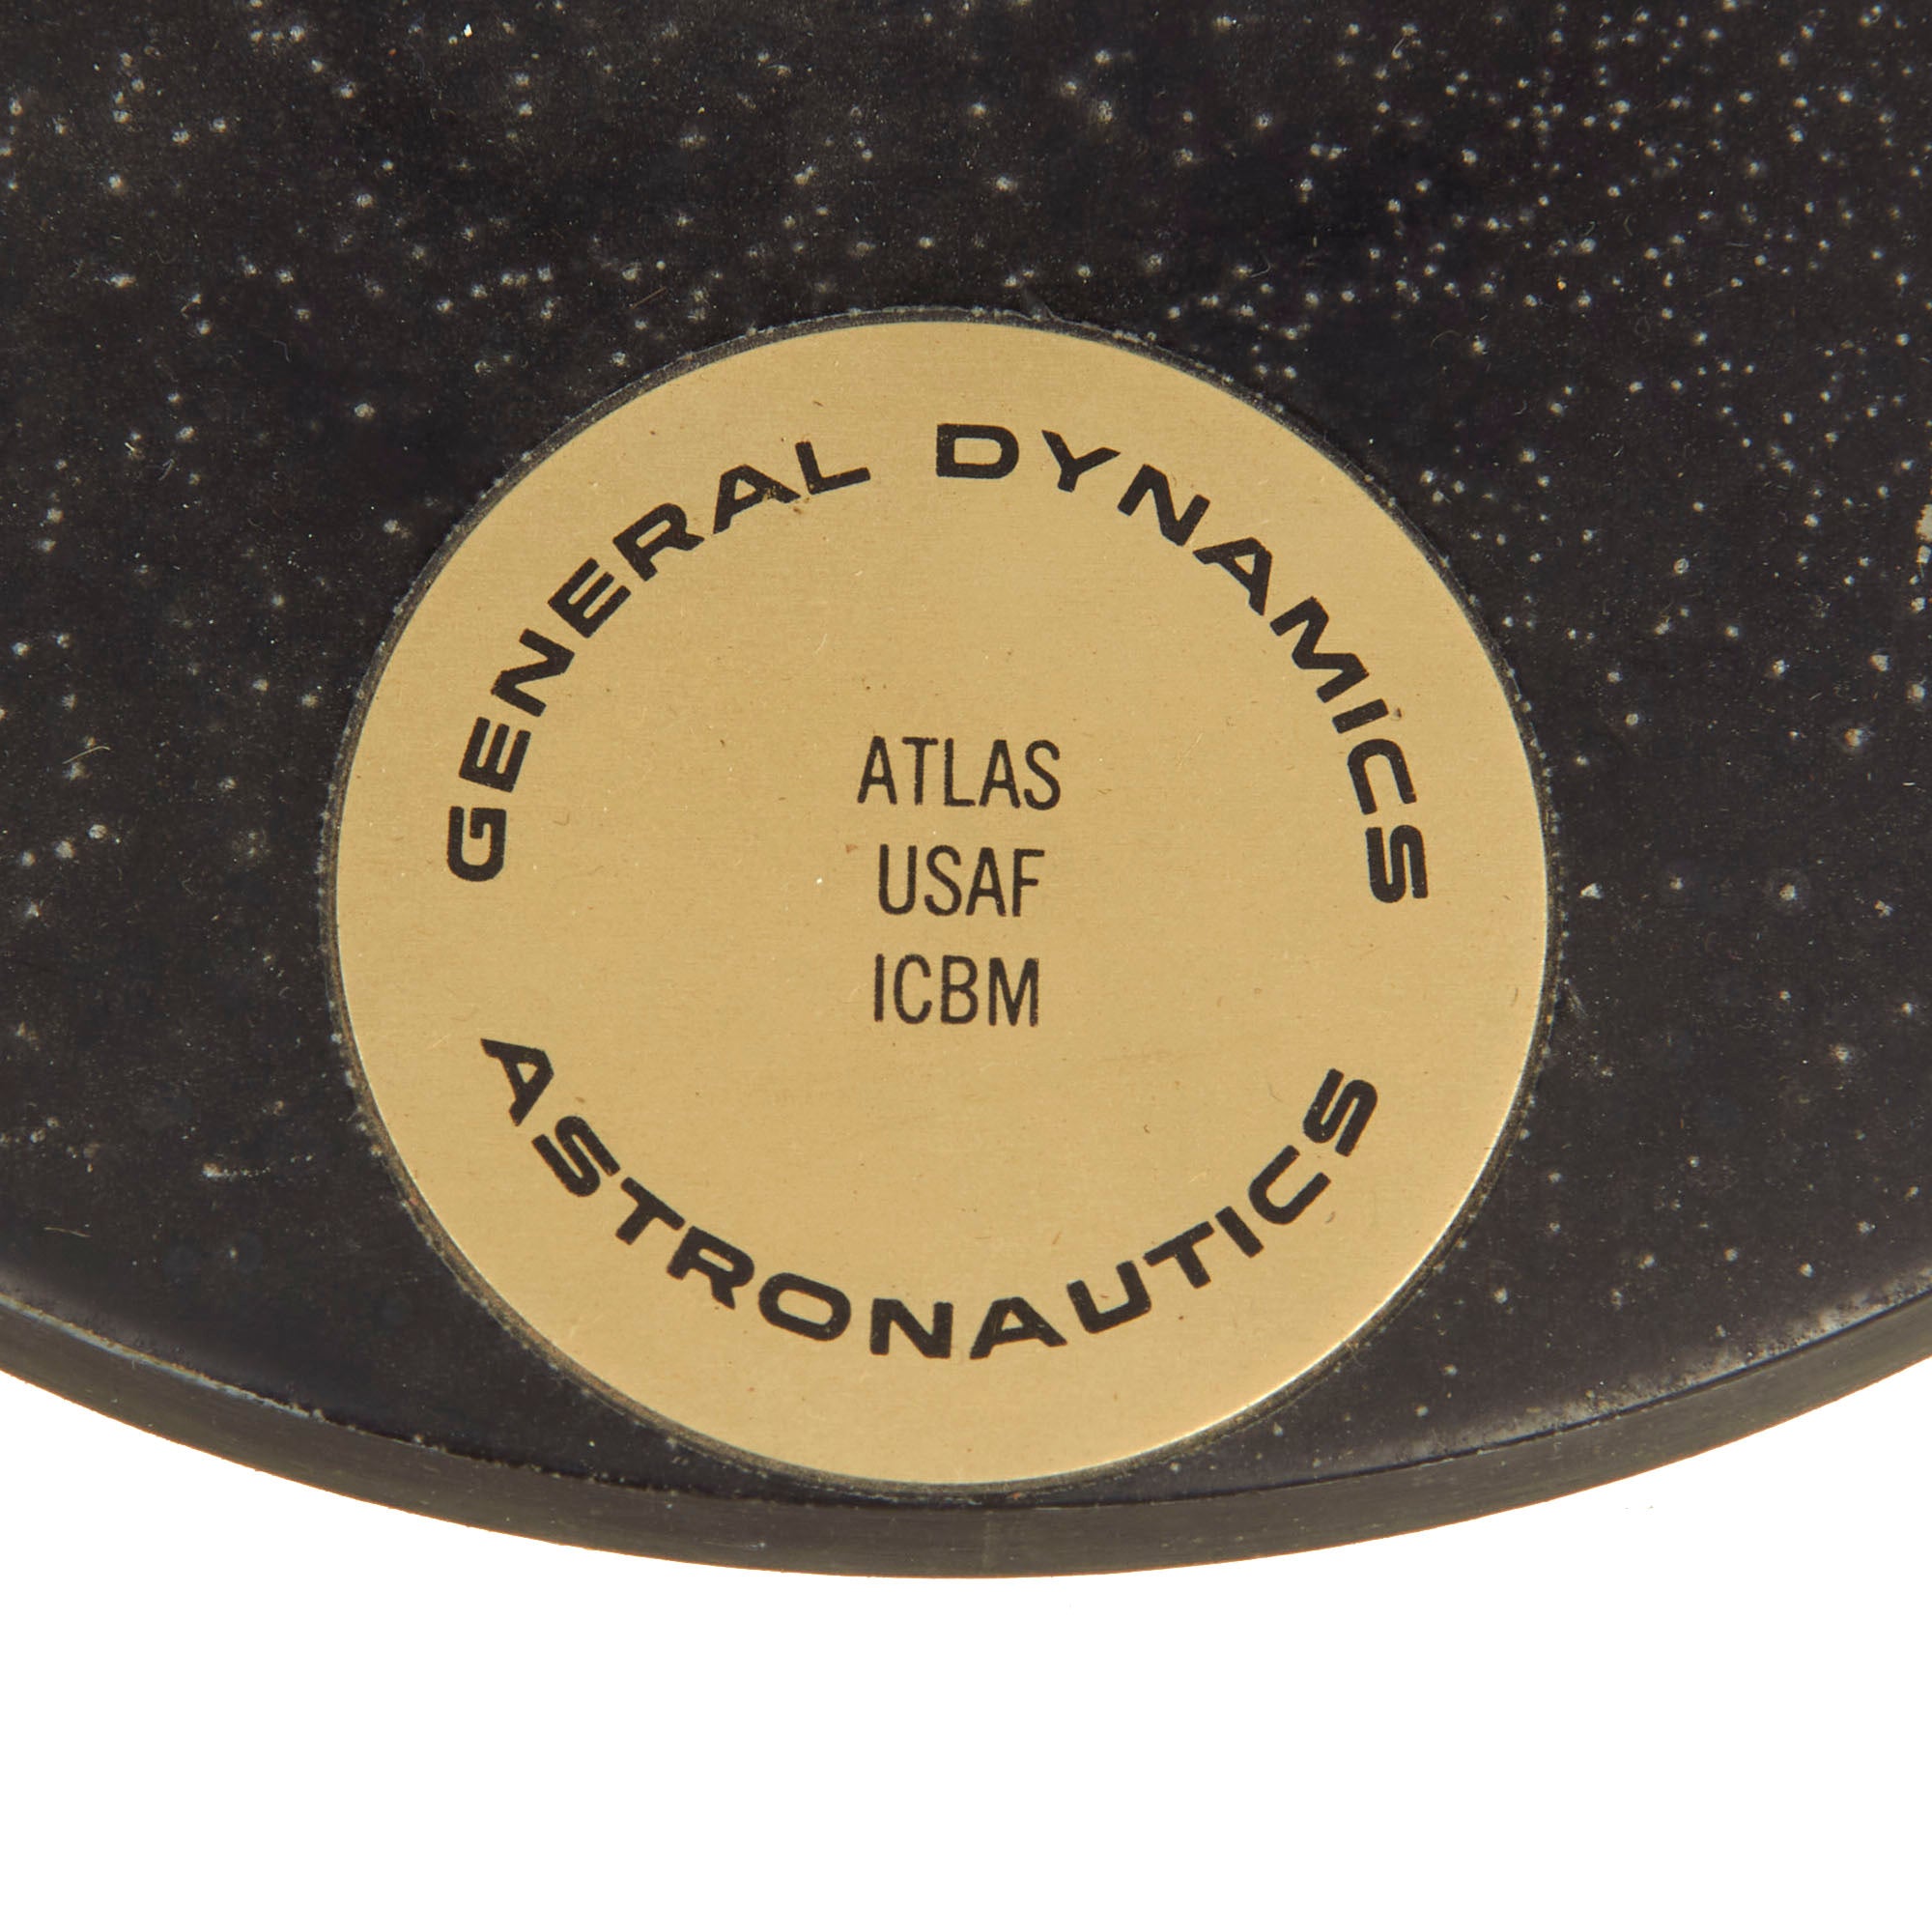 GENERAL DYNAMICS
ATLAS
USAF
ICBM
ASTRONAUTICS